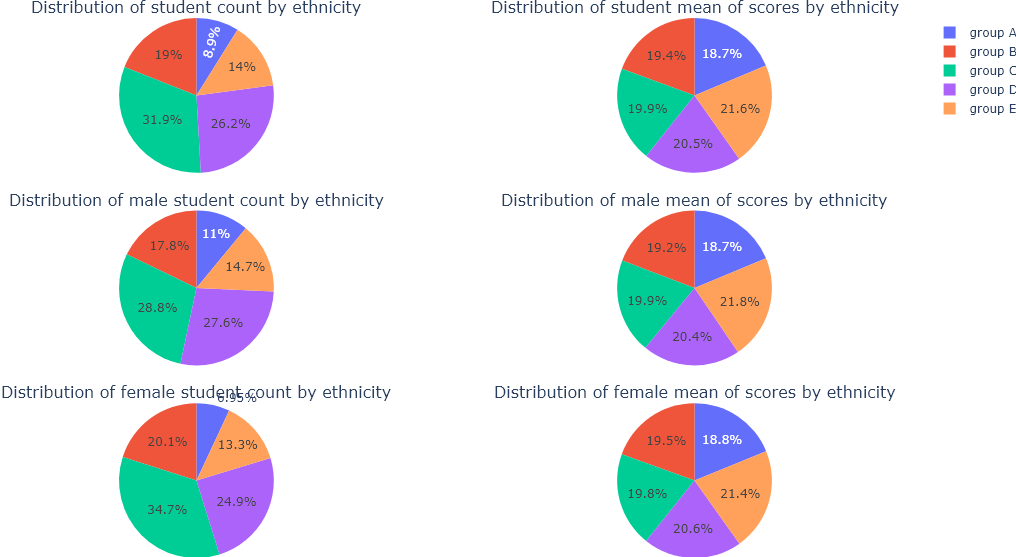 Distribution of student count by ethnicity
Distribution of student mean of scores by ethnicity
8.9%
19%
14%
31.9%
26.2%
18.7%
19.4%
21.6%
19.9%
20.5%
group A
group B
group C
group D
group E
Distribution of male student count by ethnicity
Distribution of male mean of scores by ethnicity
11%
17.8%
14.7%
28.8%
27.6%
18.7%
19.2%
21.8%
19.9%
20.4%
Distribution of female student count by ethnicity
Distribution of female mean of scores by ethnicity
6.95%
20.1%
13.3%
34.7%
24.9%
18.8%
19.5%
21.4%
19.8%
20.6%